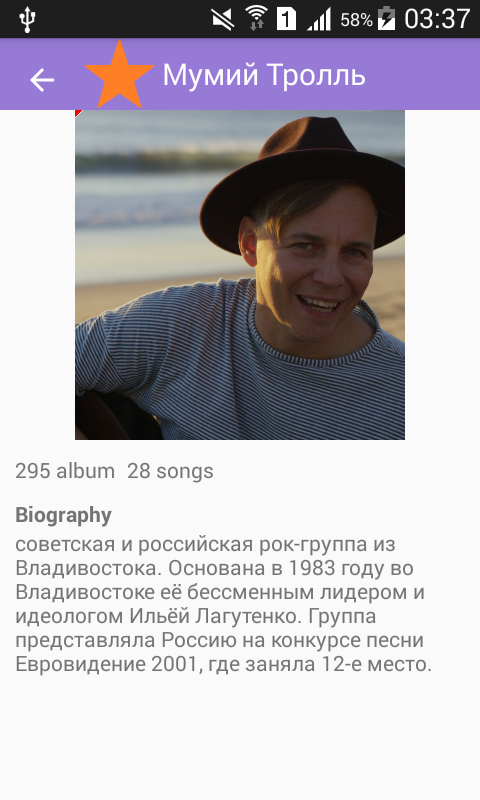 1 58% 03:37
Мумий Тролль
295 album 28 songs
Biography
советская и российская рок-группа из
Владивостока. Основана в 1983 году во
Владивостоке её бессменным лидером и
идеологом Ильёй Лагутенко. Группа
представляла Россию на конкурсе песни
Евровидение 2001, где заняла 12-е место.